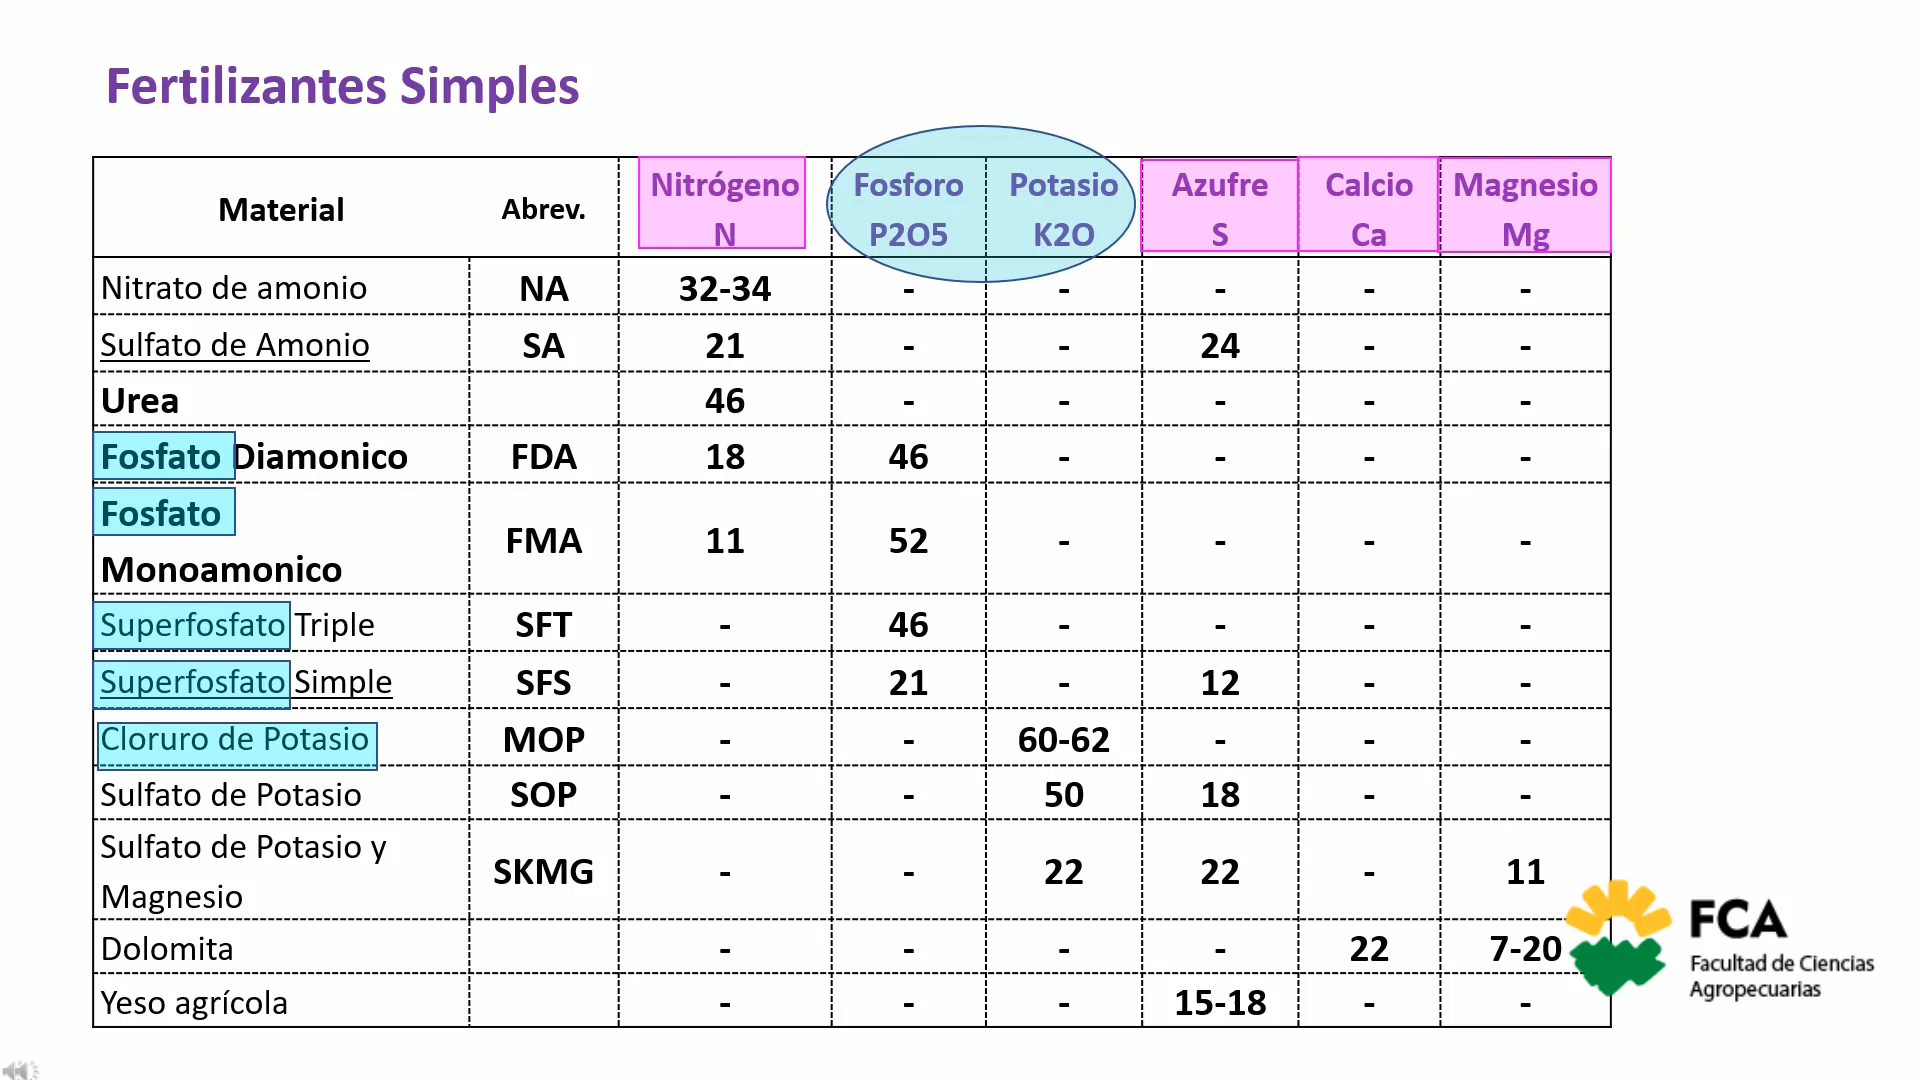 Fertilizantes Simples
Material Abrev. Nitrógeno Fosforo Potasio Azufre Calcio Magnesio
N P2O5 K2O S Ca Mg
Nitrato de amonio NA 32-34 - - - - -
Sulfato de Amonio SA 21 - - 24 - -
Urea 46 - - - - -
Fosfato Diamonico FDA 18 46 - - - -
Fosfato
Monoamonico FMA 11 52 - - - -
Superfosfato Triple SFT - 46 - - - -
Superfosfato Simple SFS - 21 - 12 - -
Cloruro de Potasio MOP - - 60-62 - - -
Sulfato de Potasio SOP - - 50 18 - -
Sulfato de Potasio y
Magnesio SKMG - - 22 22 - 11
Dolomita - - - - 22 7-20
Yeso agrícola - - - 15-18 - -
FCA
Facultad de Ciencias
Agropecuarias